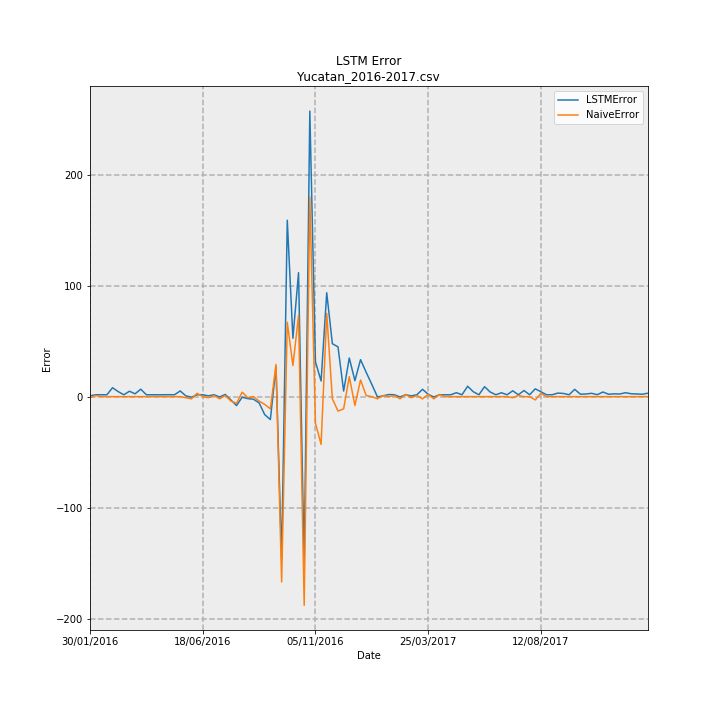 LSTM Error
Yucatan_2016-2017.csv
LSTMError
NaiveError
200
100
0
−100
−200
Error
30/01/2016 18/06/2016 05/11/2016 25/03/2017 12/08/2017
Date